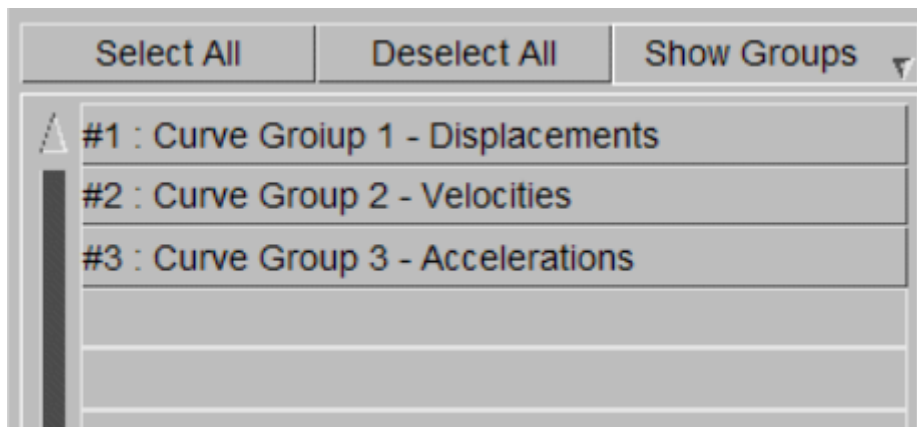 Select All Deselect All Show Groups
#1 : Curve Groiup 1 - Displacements
#2 : Curve Group 2 - Velocities
#3 : Curve Group 3 - Accelerations